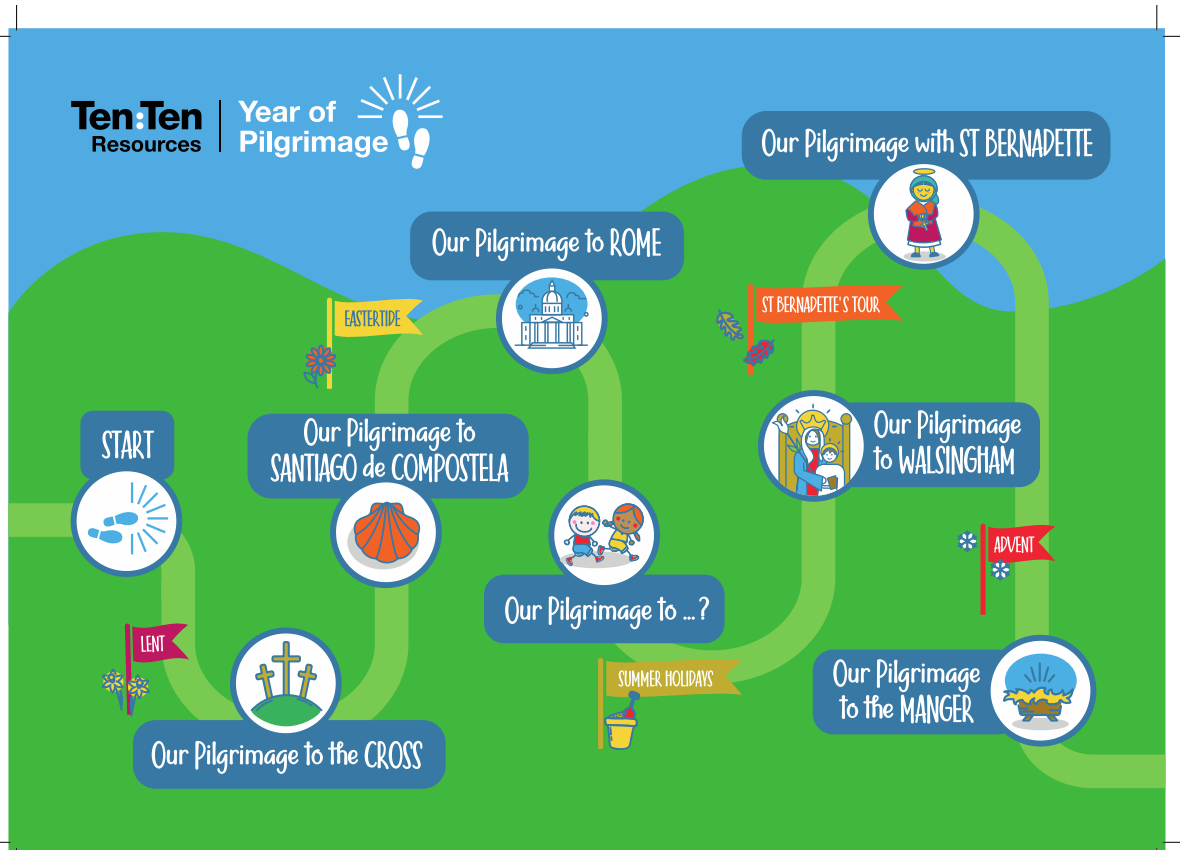 Ten:Ten
Resources
Year of
Pilgrimage
Our Pilgrimage with ST BERNADETTE
Our Pilgrimage to ROME
EASTERTIDE
ST BERNADETTE'S TOUR
START
Our Pilgrimage to
SANTIAGO de COMPOSTELA
Our Pilgrimage
to WALSINGHAM
ADVENT
Our Pilgrimage to ...?
LENT
SUMMER HOLIDAYS
Our Pilgrimage
to the MANGER
Our Pilgrimage to the CROSS